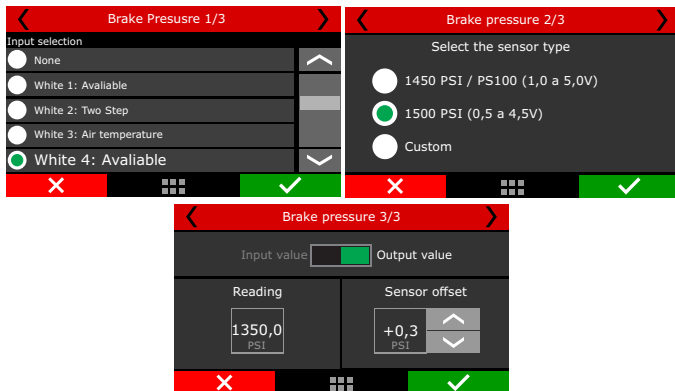 Brake Presusre 1/3
Input selection
None
White 1: Avaliable
White 2: Two Step
White 3: Air temperature
White 4: Avaliable
Brake pressure 2/3
Select the sensor type
1450 PSI / PS100 (1,0 a 5,0V)
1500 PSI (0,5 a 4,5V)
Custom
Brake pressure 3/3
Input value
Output value
Reading
1350,0
PSI
Sensor offset
+0,3
PSI